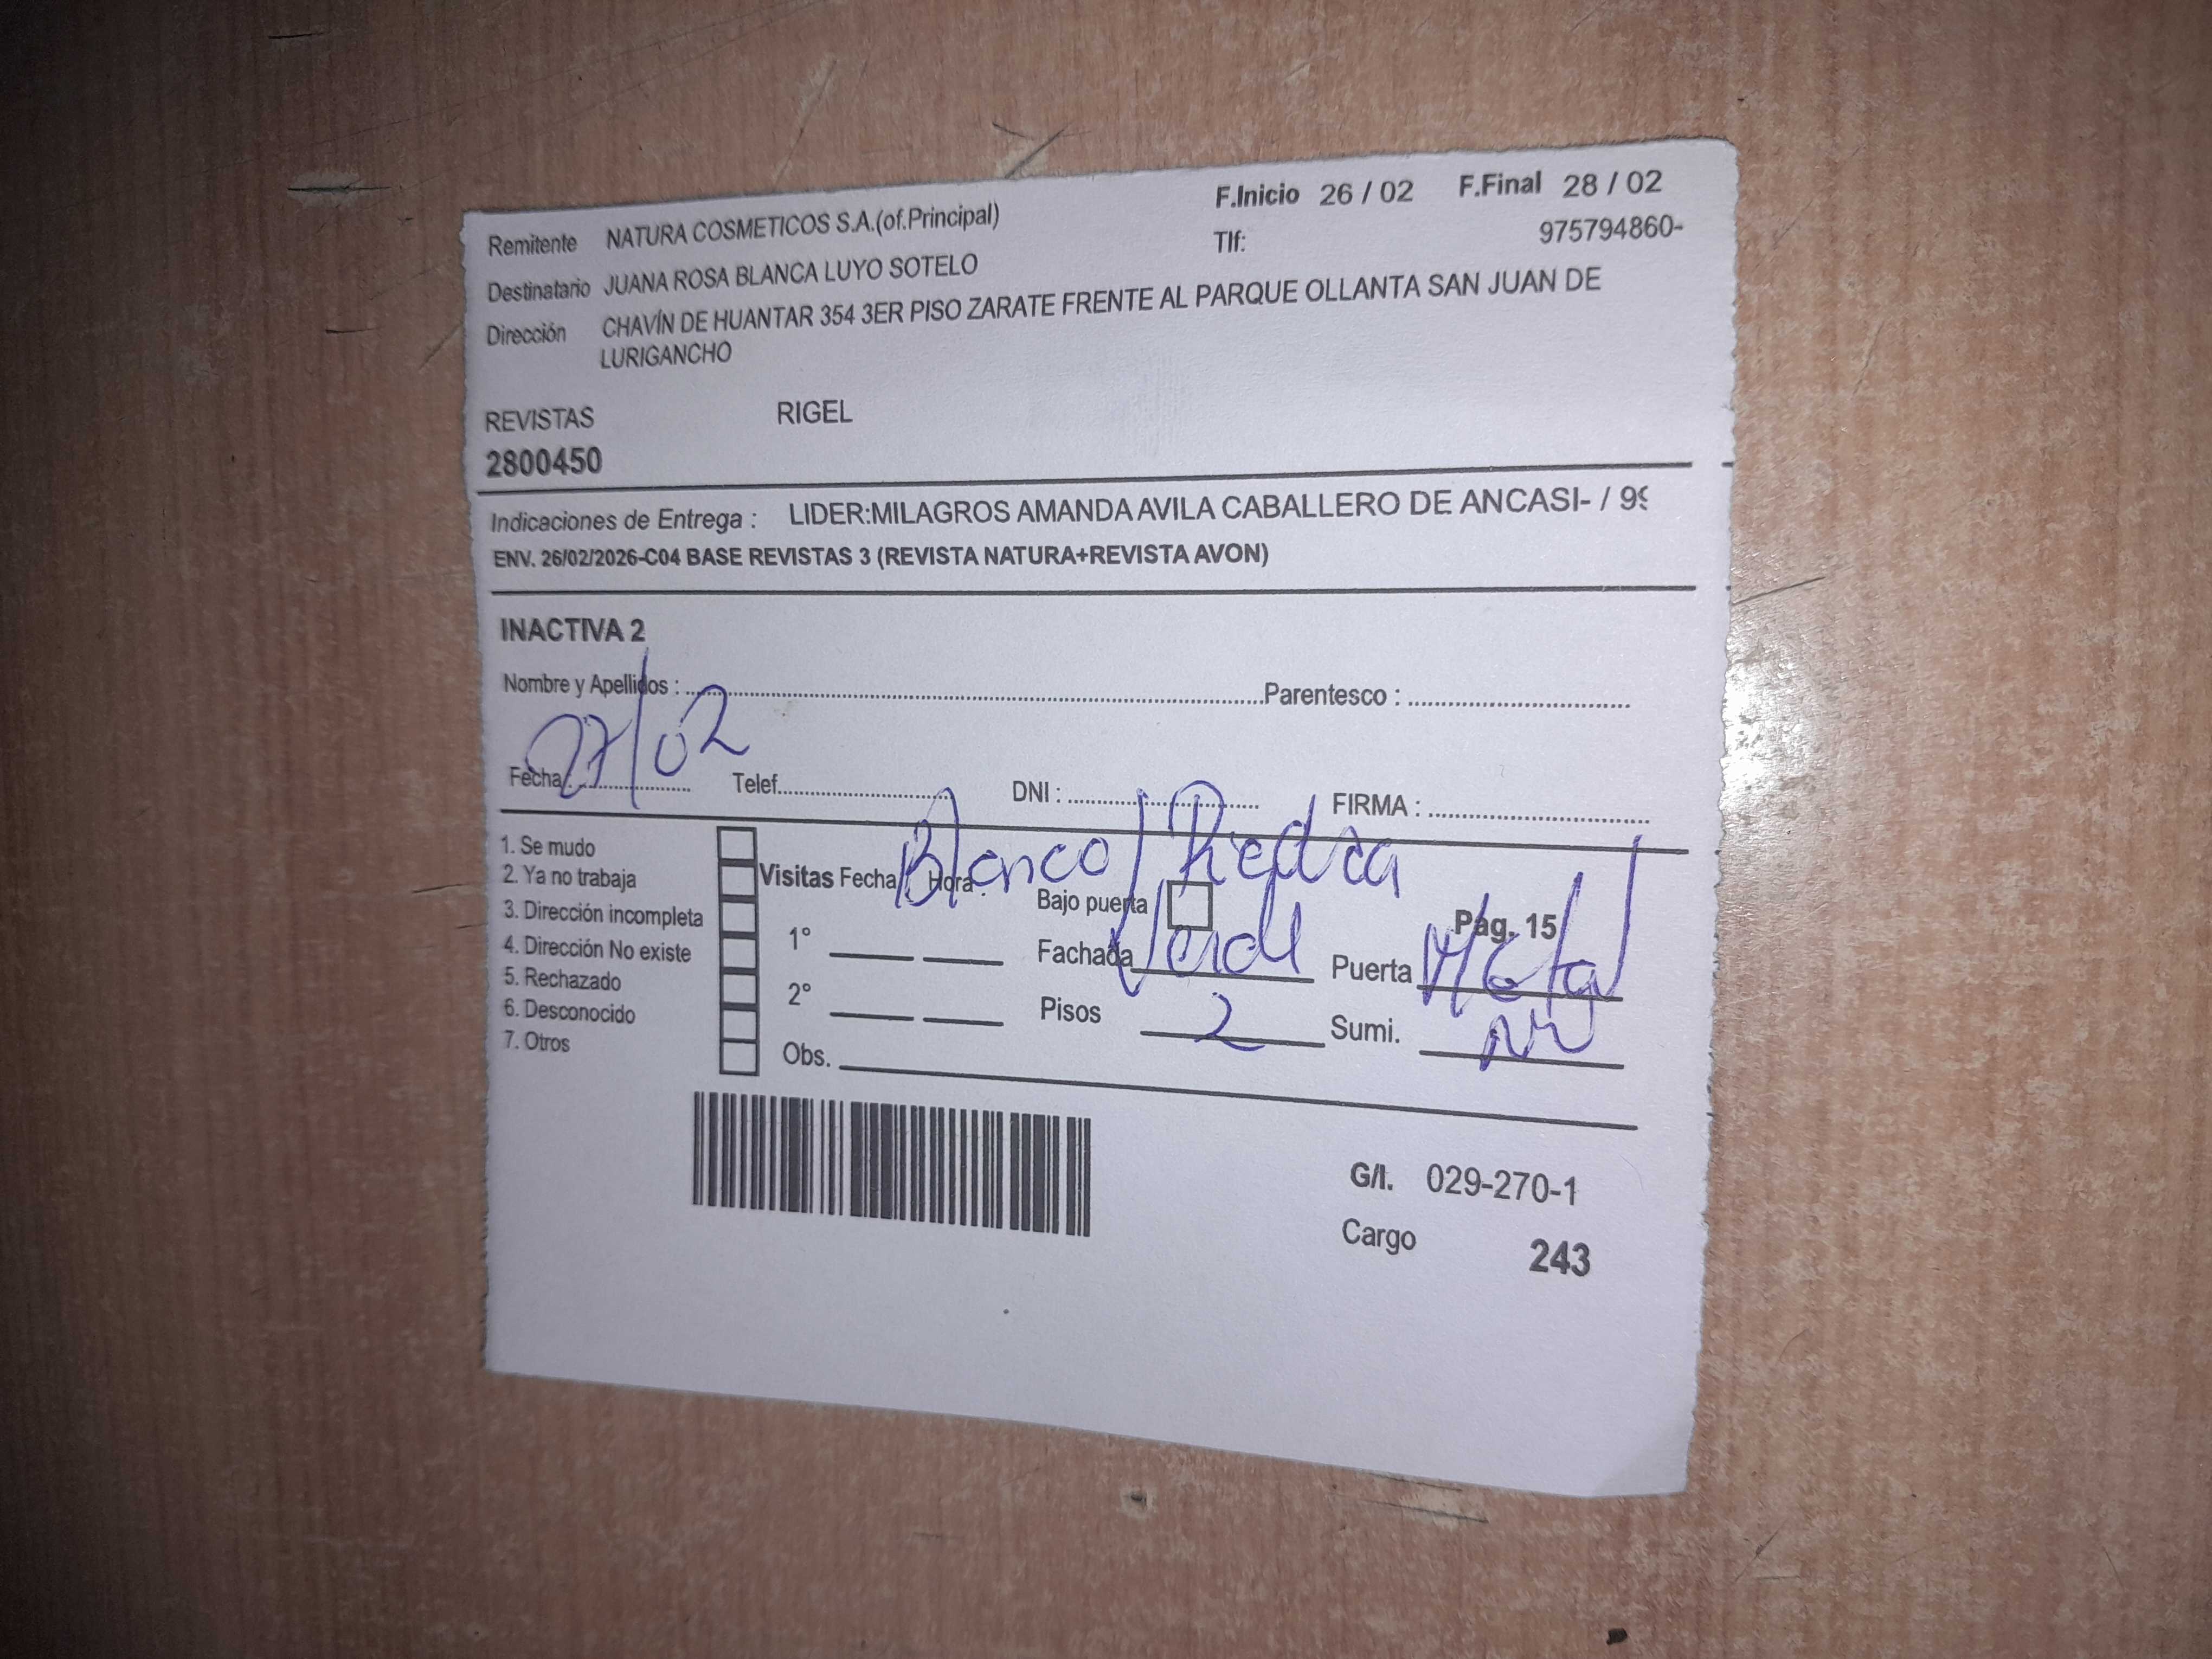 F.Inicio 26 / 02 F.Final 28 / 02
Remitente NATURA COSMETICOS S.A.(of.Principal)
Tlf: 975794860-
Destinatario JUANA ROSA BLANCA LUYO SOTELO
Dirección CHAVÍN DE HUANTAR 354 3ER PISO ZARATE FRENTE AL PARQUE OLLANTA SAN JUAN DE
LURIGANCHO
REVISTAS RIGEL
2800450
Indicaciones de Entrega : LIDER:MILAGROS AMANDA AVILA CABALLERO DE ANCASI- / 99
ENV. 26/02/2026-C04 BASE REVISTAS 3 (REVISTA NATURA+REVISTA AVON)
INACTIVA 2
Nombre y Apellidos : Parentesco :
Fecha: 27/02 Telef. DNI : FIRMA :
1. Se mudo
2. Ya no trabaja
3. Dirección incompleta
4. Dirección No existe
5. Rechazado
6. Desconocido
7. Otros
Visitas Fecha / Hora :
1°
2°
Obs.
Blanco/Piedra
Bajo puerta Pag. 15
Fachada Verde Puerta Metal
Pisos 2 Sumi.
G/I. 029-270-1
Cargo 243